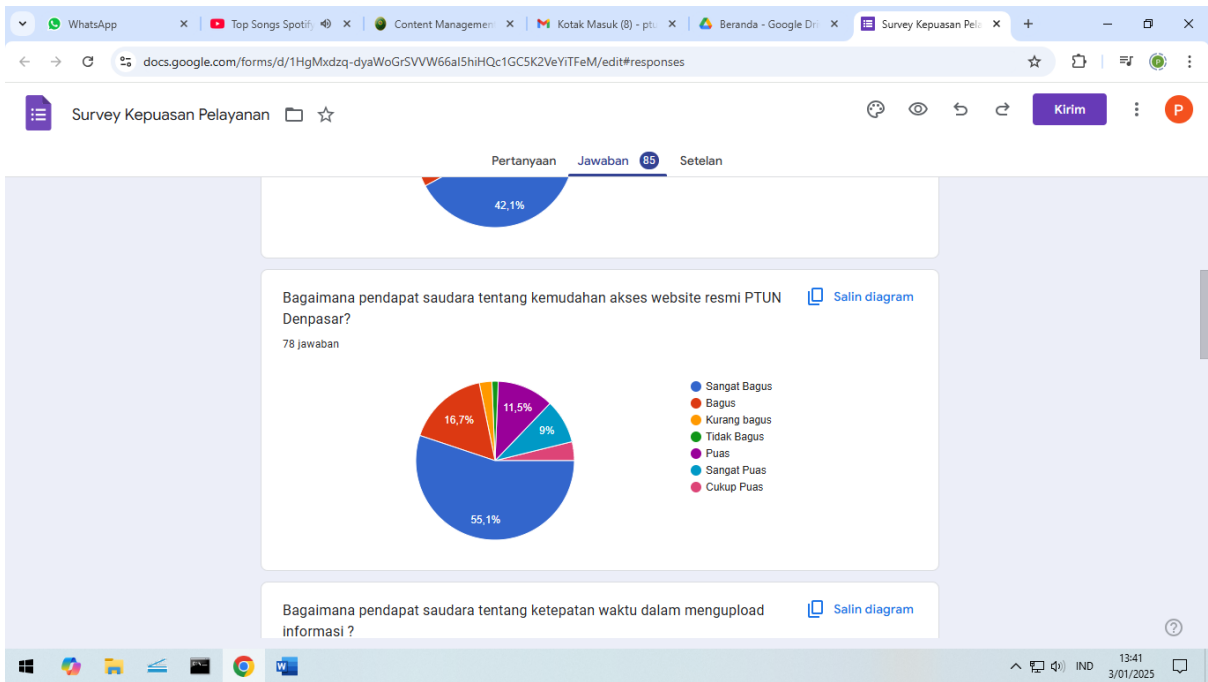 WhatsApp
Top Songs Spotify
Content Management
Kotak Masuk (8) - ptu
Beranda - Google Dri
Survey Kepuasan Pela
docs.google.com/forms/d/1HgMxdzq-dyaWoGrSVVW66aI5hiHQc1GC5K2VeYiTFeM/edit#responses
P
Survey Kepuasan Pelayanan
Kirim
P
Pertanyaan
Jawaban 85
Setelan
42,1%
Bagaimana pendapat saudara tentang kemudahan akses website resmi PTUN
Denpasar?
Salin diagram
78 jawaban
16,7%
11,5%
9%
55,1%
Sangat Bagus
Bagus
Kurang bagus
Tidak Bagus
Puas
Sangat Puas
Cukup Puas
Bagaimana pendapat saudara tentang ketepatan waktu dalam mengupload
informasi ?
Salin diagram
IND
13:41
3/01/2025